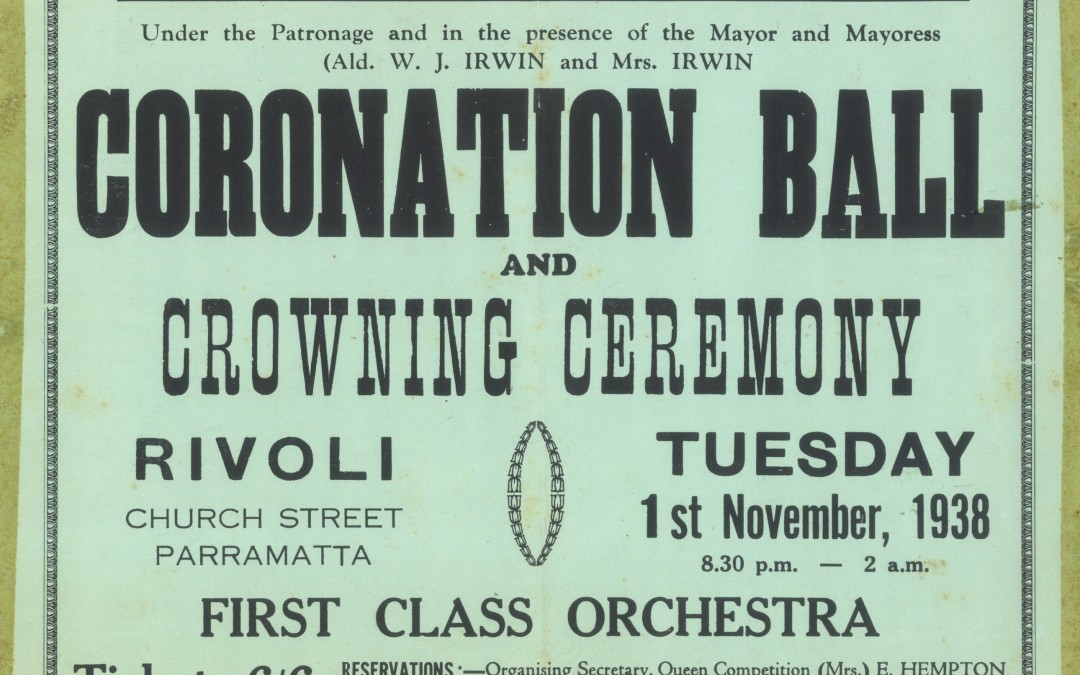 Under the Patronage and in the presence of the Mayor and Mayoress
(Ald. W. J. IRWIN and Mrs. IRWIN
CORONATION BALL
AND
CROWNING CEREMONY
RIVOLI
CHURCH STREET
PARRAMATTA
TUESDAY
1st November, 1938
8.30 p.m. — 2 a.m.
FIRST CLASS ORCHESTRA
RESERVATIONS:—Organising Secretary, Queen Competition (Mrs.) E. HEMPTON